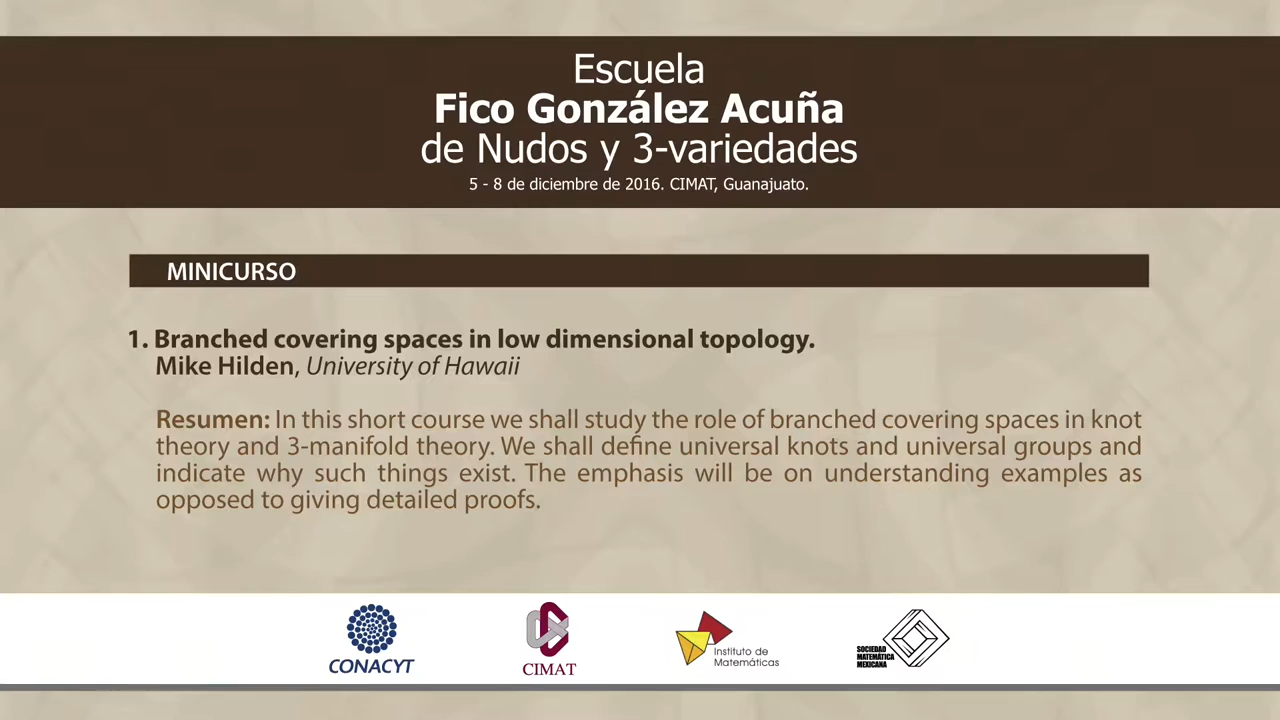 Escuela
Fico González Acuña
de Nudos y 3-variedades
5 - 8 de diciembre de 2016. CIMAT, Guanajuato.
MINICURSO
1. Branched covering spaces in low dimensional topology.
Mike Hilden, University of Hawaii
Resumen: In this short course we shall study the role of branched covering spaces in knot
theory and 3-manifold theory. We shall define universal knots and universal groups and
indicate why such things exist. The emphasis will be on understanding examples as
opposed to giving detailed proofs.
CONACYT
CIMAT
Instituto de
Matemáticas
SOCIEDAD
MATEMÁTICA
MEXICANA